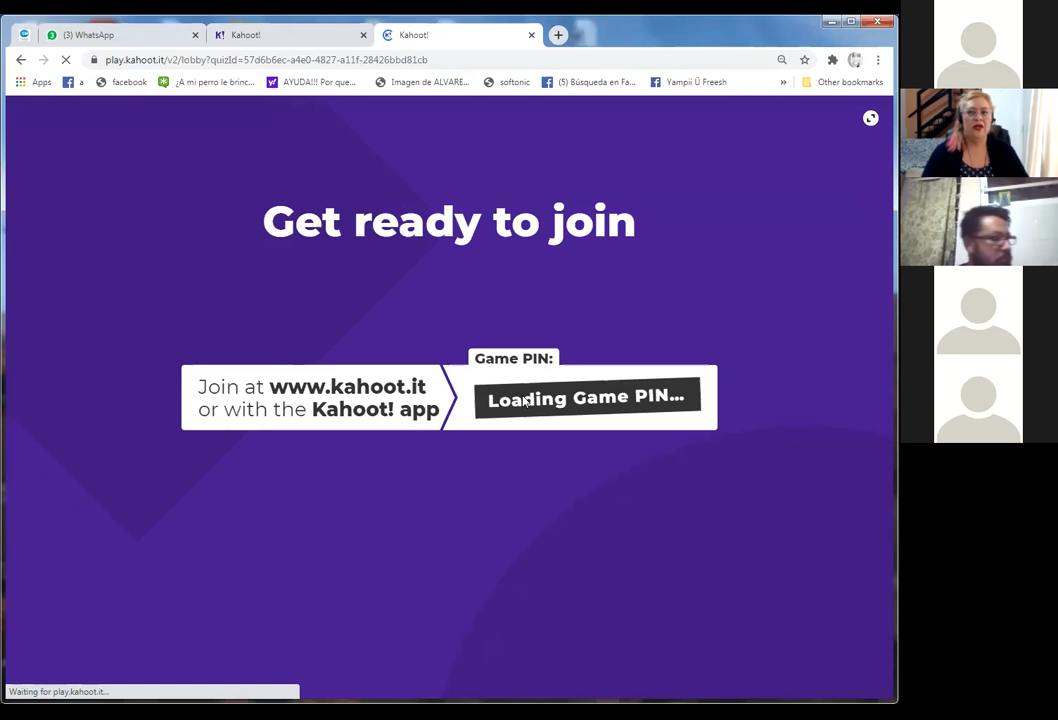 (3) WhatsApp
Kahoot!
Kahoot!
play.kahoot.it/v2/lobby?quizId=57d6b6ec-a4e0-4827-a11f-28426bbd81cb
Apps
a
facebook
¿A mi perro le brinc...
AYUDA!!! Por que...
Imagen de ALVARE...
softonic
(5) Búsqueda en Fa...
Yampii Ü Freesh
»
Other bookmarks
Get ready to join
Game PIN:
Join at www.kahoot.it
or with the Kahoot! app
Loading Game PIN...
Waiting for play.kahoot.it...